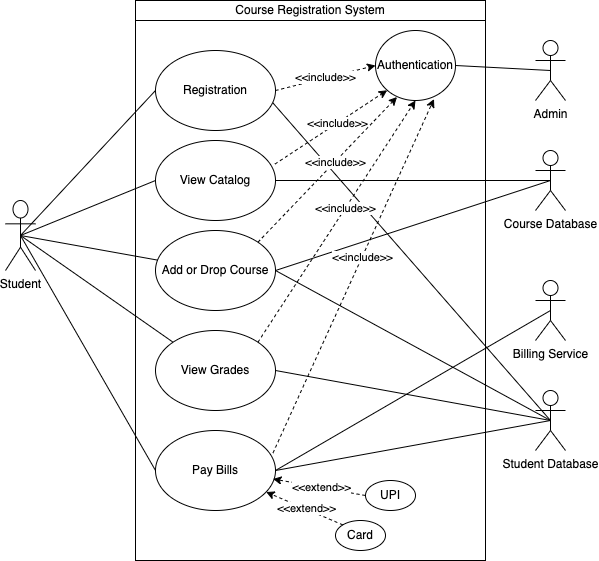 Course Registration System
Registration
Authentication
<<include>>
Admin
<<include>>
<<include>>
View Catalog
<<include>>
Course Database
Student
Add or Drop Course
<<include>>
Billing Service
View Grades
Student Database
Pay Bills
<<extend>>
UPI
<<extend>>
Card